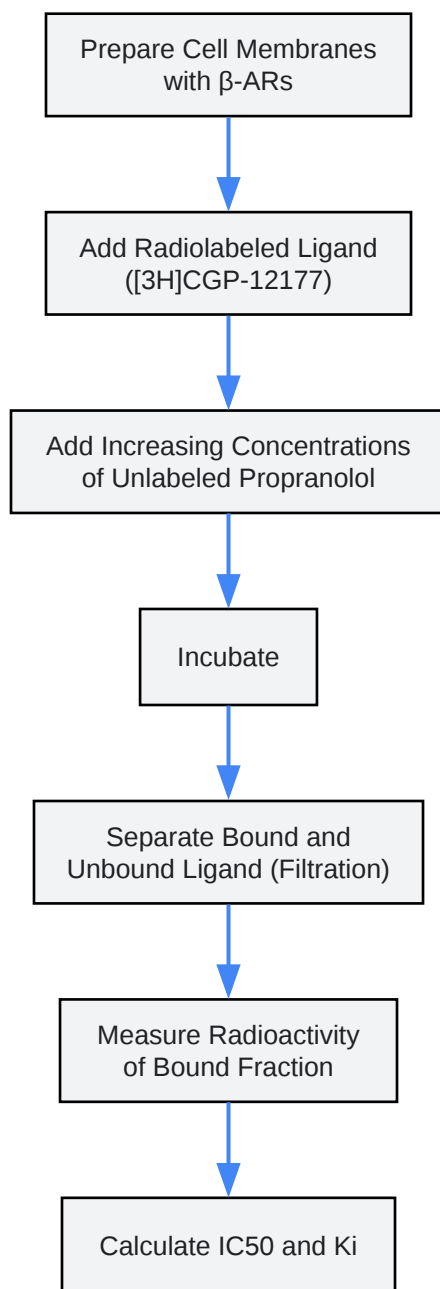 Prepare Cell Membranes
with β-ARs
Add Radiolabeled Ligand
([3H]CGP-12177)
Add Increasing Concentrations
of Unlabeled Propranolol
Incubate
Separate Bound and
Unbound Ligand (Filtration)
Measure Radioactivity
of Bound Fraction
Calculate IC50 and Ki